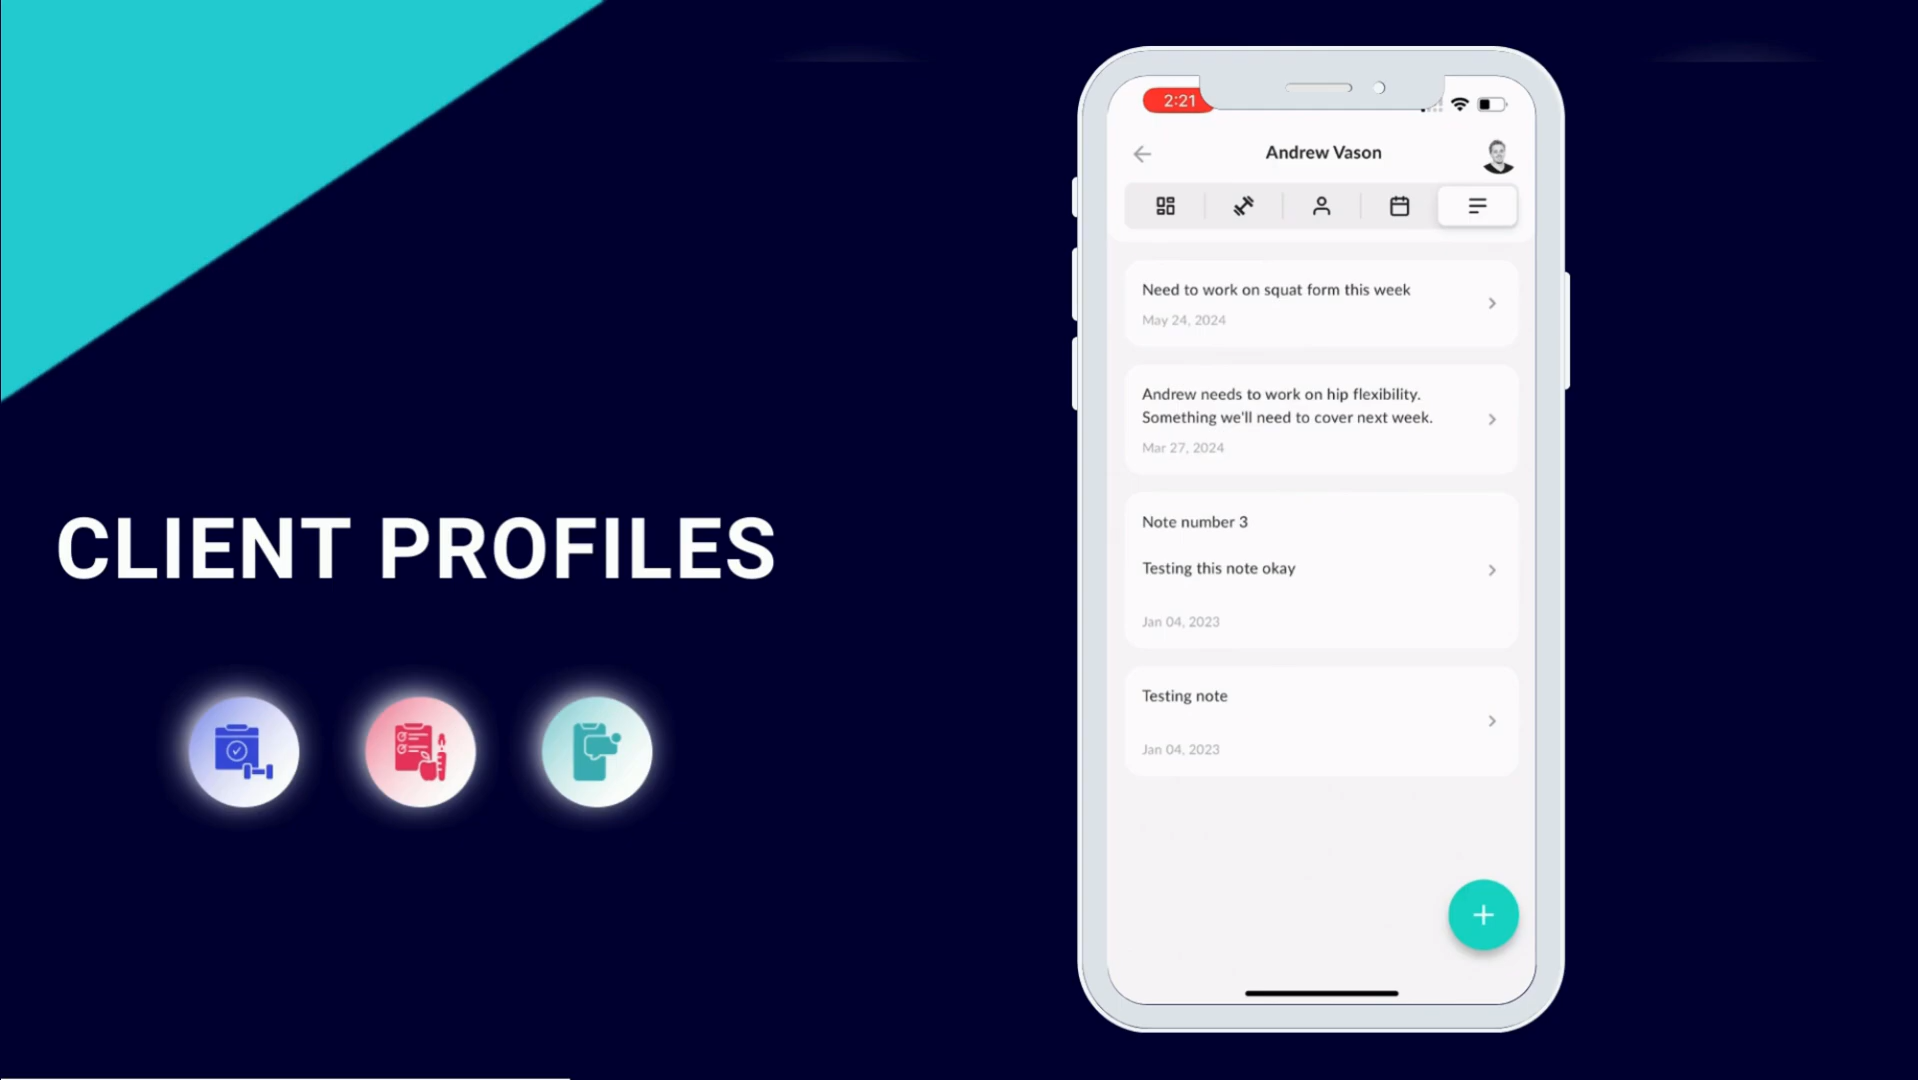 CLIENT PROFILES
2:21
Andrew Vason
Need to work on squat form this week
May 24, 2024
Andrew needs to work on hip flexibility.
Something we'll need to cover next week.
Mar 27, 2024
Note number 3
Testing this note okay
Jan 04, 2023
Testing note
Jan 04, 2023